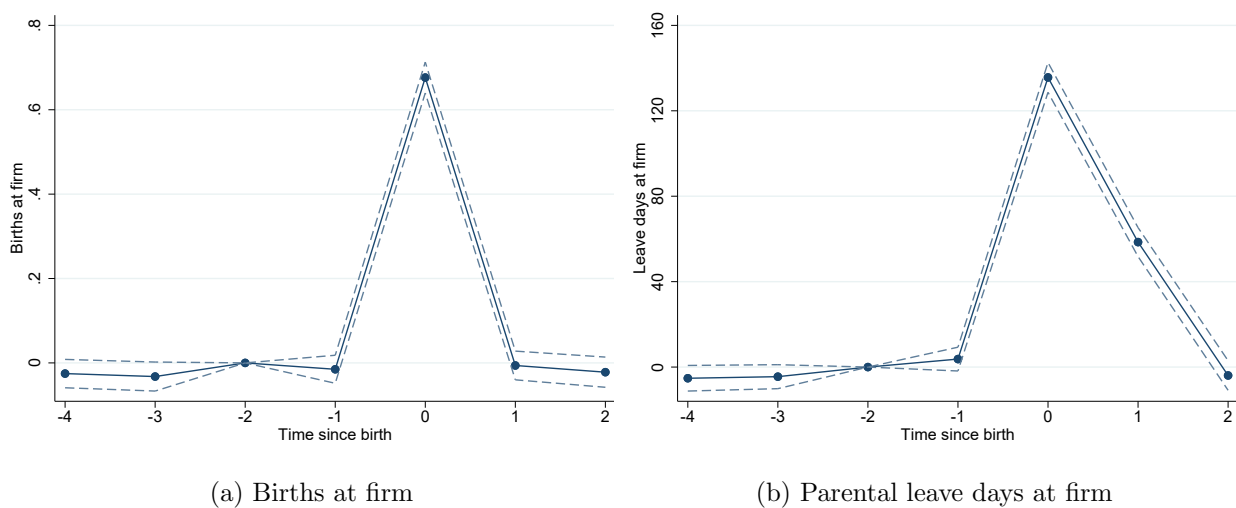 .8
.6
.4
.2
0
Births at firm
-4 -3 -2 -1 0 1 2
Time since birth
(a) Births at firm
160
120
80
40
0
Leave days at firm
-4 -3 -2 -1 0 1 2
Time since birth
(b) Parental leave days at firm